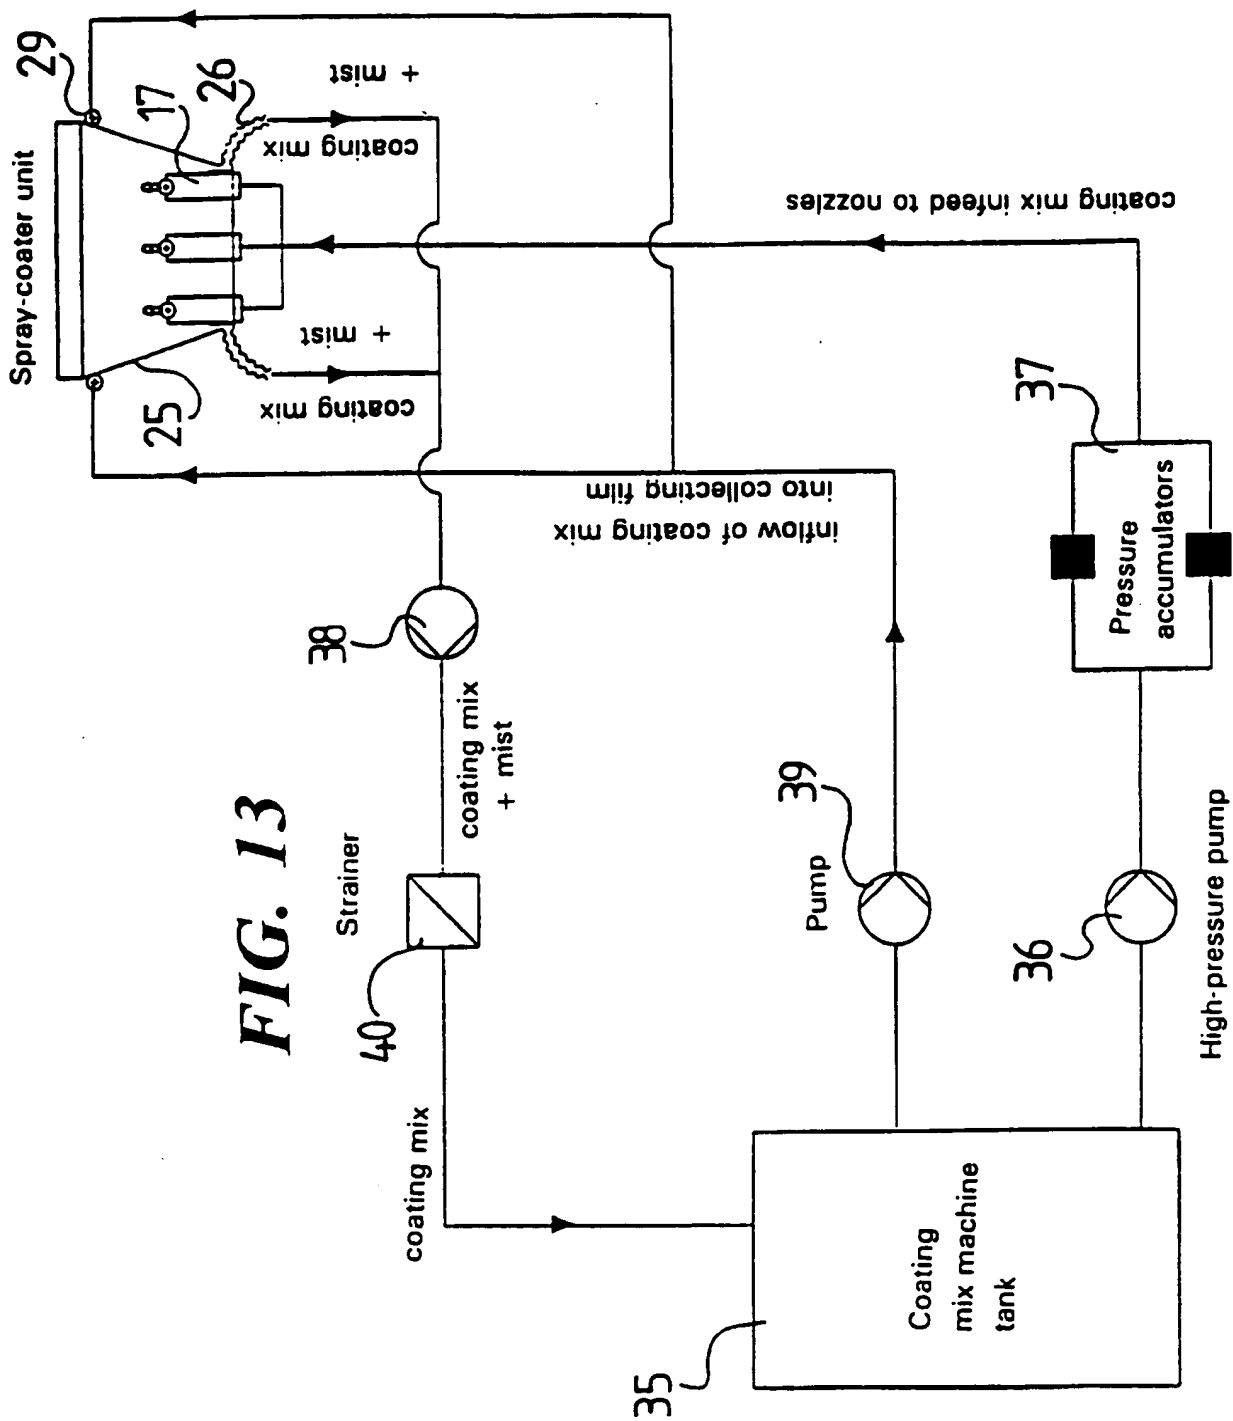 FIG. 13
Spray-coater unit
29
17
26
25
coating mix
+ mist
coating mix
+ mist
coating mix infeed to nozzles
inflow of coating mix
into collecting film
38
coating mix
+ mist
Strainer
40
coating mix
Pump
39
37
Pressure
accumulators
36
High-pressure pump
35
Coating
mix machine
tank